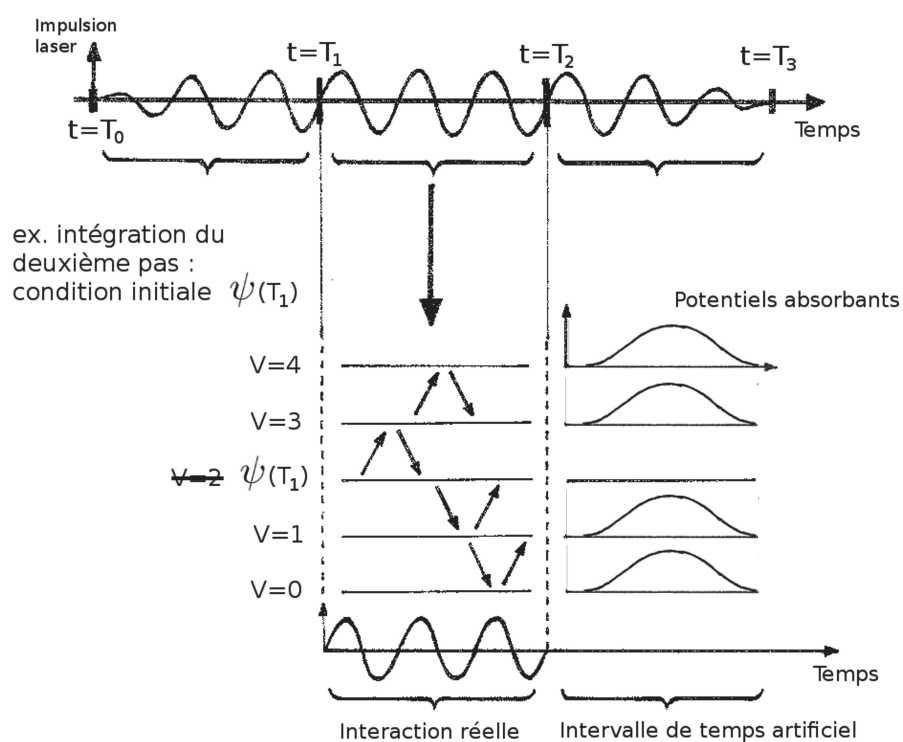 Impulsion
laser
t=T₀
t=T₁
t=T₂
t=T₃
Temps
ex. intégration du
deuxième pas :
condition initiale ψ(T₁)
Potentiels absorbants
V=4
V=3
V=2 ψ(T₁)
V=1
V=0
Temps
Interaction réelle
Intervalle de temps artificiel